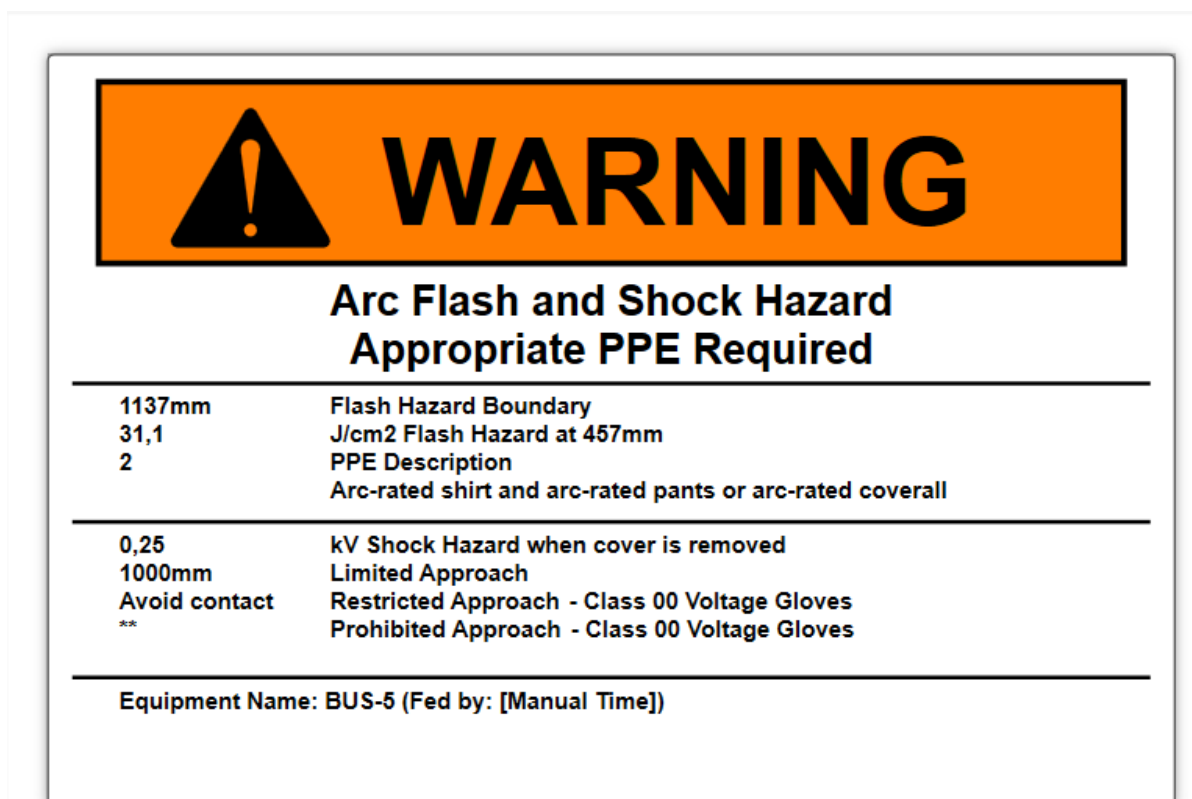 WARNING
Arc Flash and Shock Hazard
Appropriate PPE Required
1137mm Flash Hazard Boundary
31,1 J/cm2 Flash Hazard at 457mm
2 PPE Description
Arc-rated shirt and arc-rated pants or arc-rated coverall
0,25 kV Shock Hazard when cover is removed
1000mm Limited Approach
Avoid contact Restricted Approach - Class 00 Voltage Gloves
** Prohibited Approach - Class 00 Voltage Gloves
Equipment Name: BUS-5 (Fed by: [Manual Time])